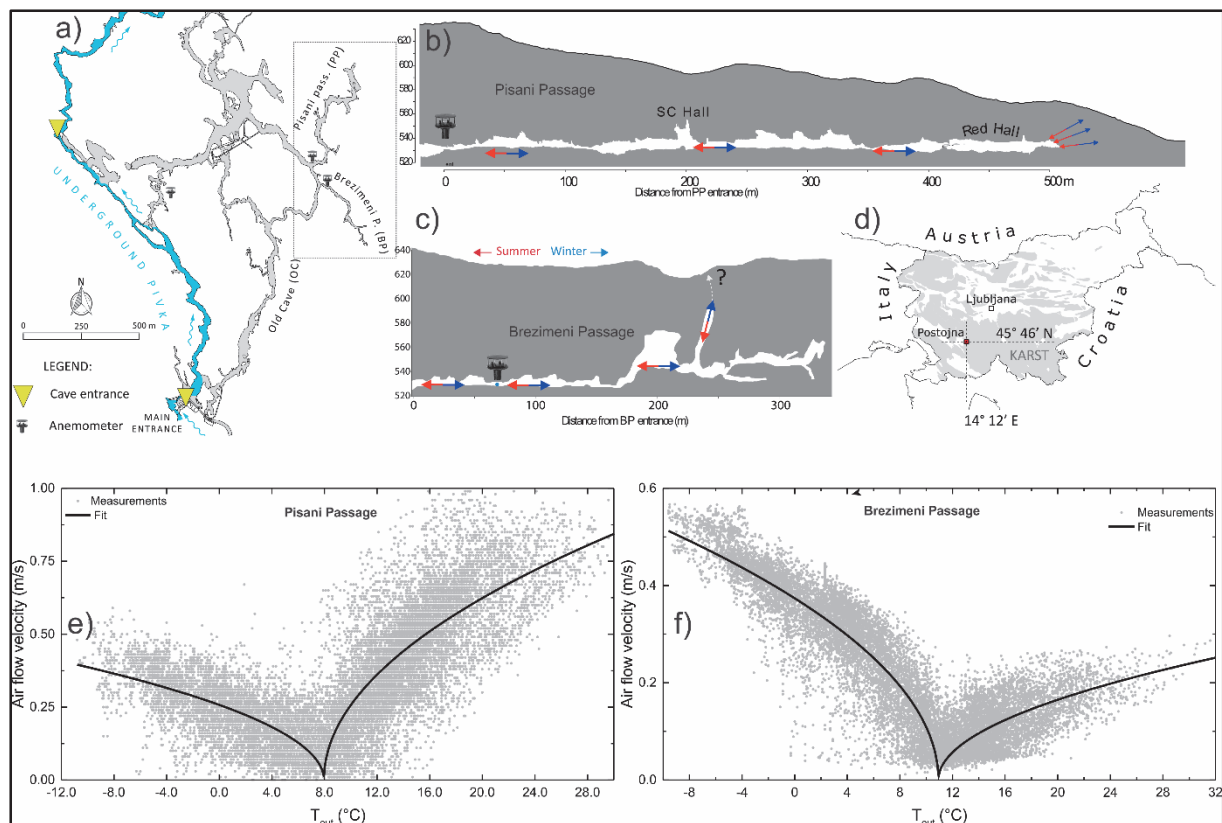 a)
Pisani pass. (PP)
Brezimeni P. (BP)
UNDERGROUND PIVKA
Old Cave (OC)
N
0 250 500 m
LEGEND:
Cave entrance
Anemometer
MAIN
ENTRANCE
b)
620
600
580
560
540
520
Pisani Passage
SC Hall
Red Hall
0 100 200 300 400 500m
Distance from PP entrance (m)
c)
Summer Winter
640
620
600
580
560
540
520
?
Brezimeni Passage
0 100 200 300
Distance from BP entrance (m)
d)
Austria
Italy
Croatia
Ljubljana
Postojna
45° 46' N
KARST
14° 12' E
e)
Pisani Passage
Measurements
Fit
Air flow velocity (m/s)
1.00
0.75
0.50
0.25
0.00
-12.0 -8.0 -4.0 0.0 4.0 8.0 12.0 16.0 20.0 24.0 28.0
T out (°C)
f)
Brezimeni Passage
Measurements
Fit
Air flow velocity (m/s)
0.6
0.4
0.2
0.0
-8 -4 0 4 8 12 16 20 24 28 32
T out (°C)